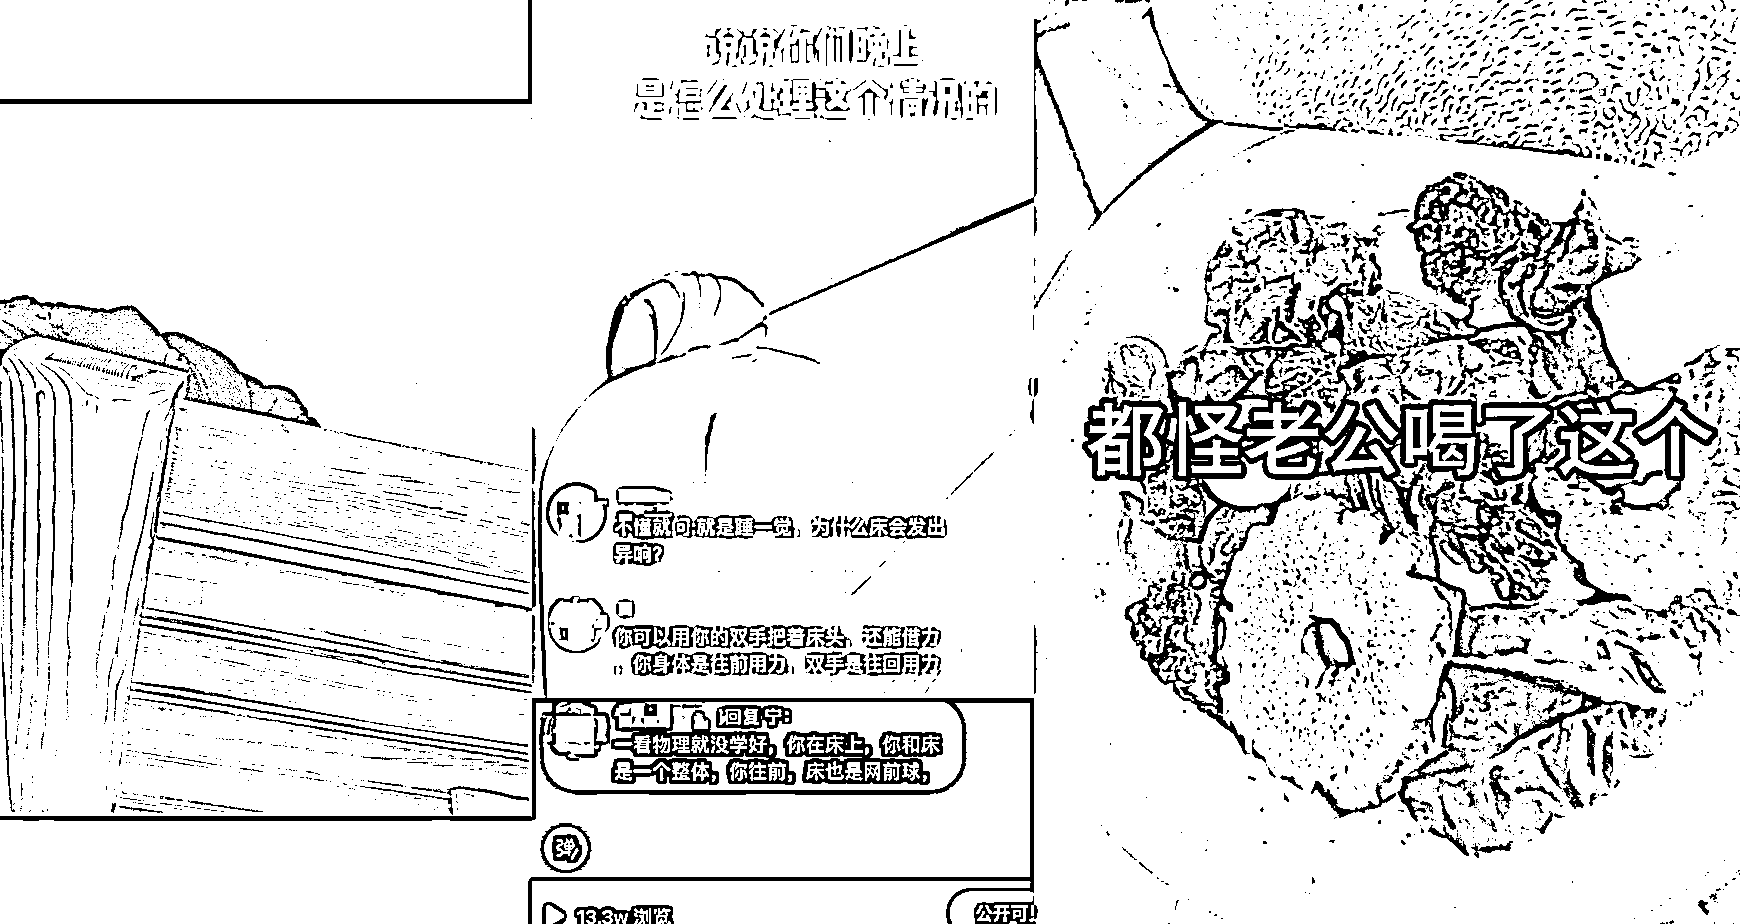 说说你们晚上
是怎么处理这个情况的
不懂就问:就是睡一觉,为什么床会发出
异响?
你可以用你的双手把着床头,还能借力
,你身体是往前用力,双手是往回用力
回复 宁:
一看物理就没学好,你在床上,你和床
是一个整体,你往前,床也是网前球,
弹
13.3w 浏览
公开可
都怪老公喝了这个